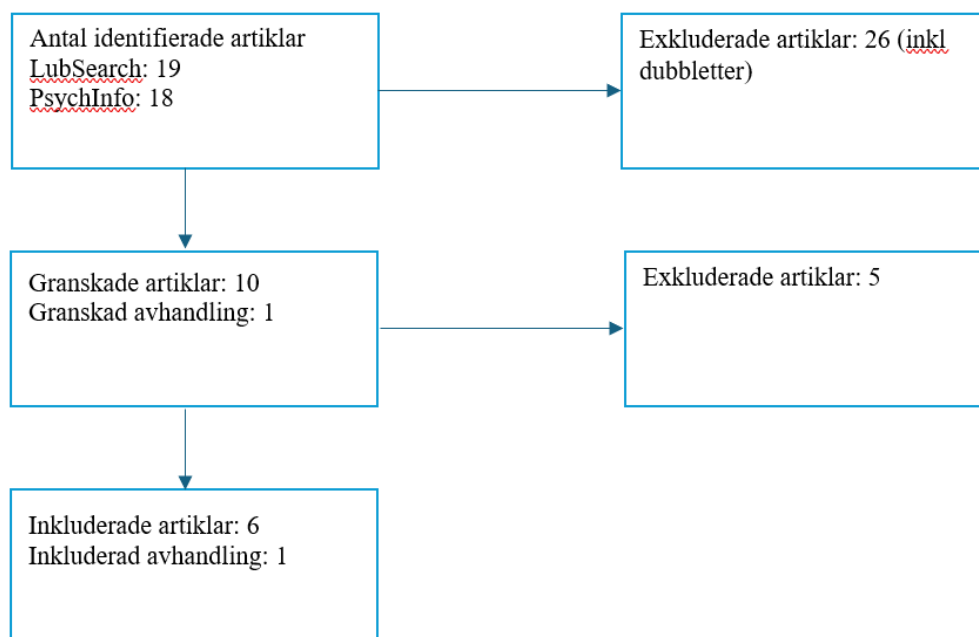 Antal identifierade artiklar
LubSearch: 19
PsychInfo: 18
Exkluderade artiklar: 26 (inkl
dubbletter)
Granskade artiklar: 10
Granskad avhandling: 1
Exkluderade artiklar: 5
Inkluderade artiklar: 6
Inkluderad avhandling: 1